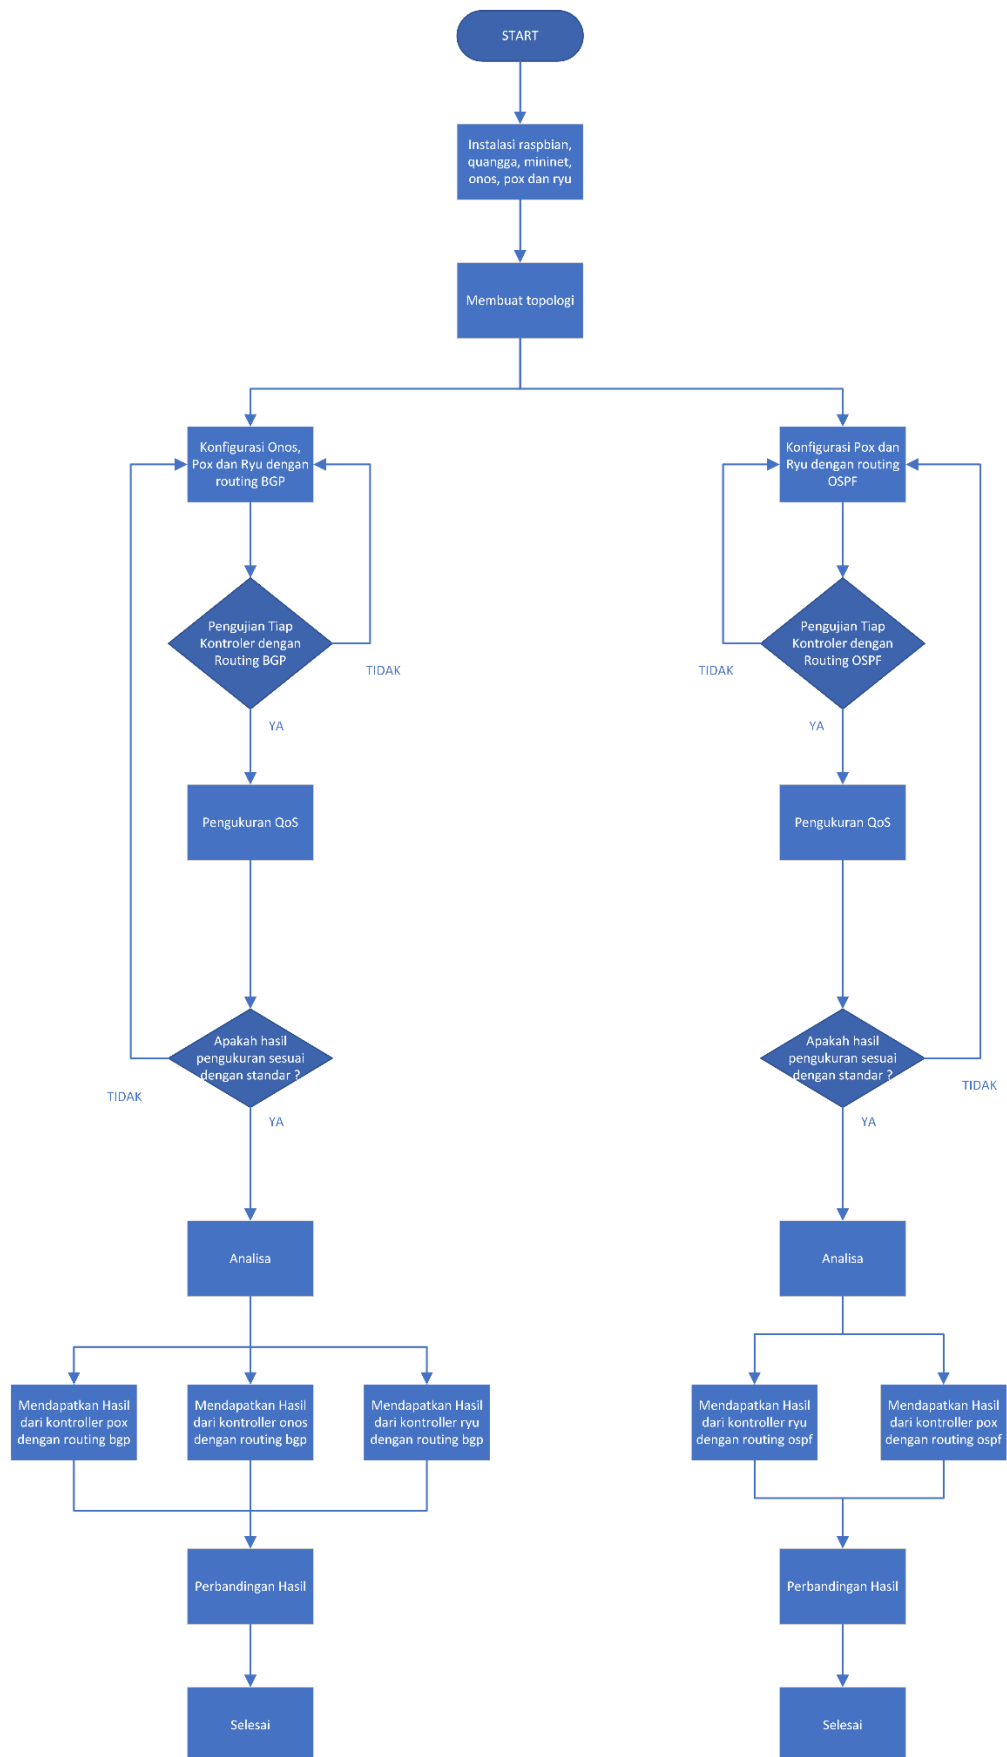 START
Instalasi raspbian,
quangga, mininet,
onos, pox dan ryu
Membuat topologi
Konfigurasi Onos,
Pox dan Ryu dengan
routing BGP
Pengujian Tiap
Kontroler dengan
Routing BGP
TIDAK
YA
Pengukuran QoS
Apakah hasil
pengukuran sesuai
dengan standar ?
TIDAK
YA
Analisa
Mendapatkan Hasil
dari kontroller pox
dengan routing bgp
Mendapatkan Hasil
dari kontroller onos
dengan routing bgp
Mendapatkan Hasil
dari kontroller ryu
dengan routing bgp
Perbandingan Hasil
Selesai
Konfigurasi Pox dan
Ryu dengan routing
OSPF
Pengujian Tiap
Kontroler dengan
Routing OSPF
TIDAK
YA
Pengukuran QoS
Apakah hasil
pengukuran sesuai
dengan standar ?
TIDAK
YA
Analisa
Mendapatkan Hasil
dari kontroller ryu
dengan routing ospf
Mendapatkan Hasil
dari kontroller pox
dengan routing ospf
Perbandingan Hasil
Selesai